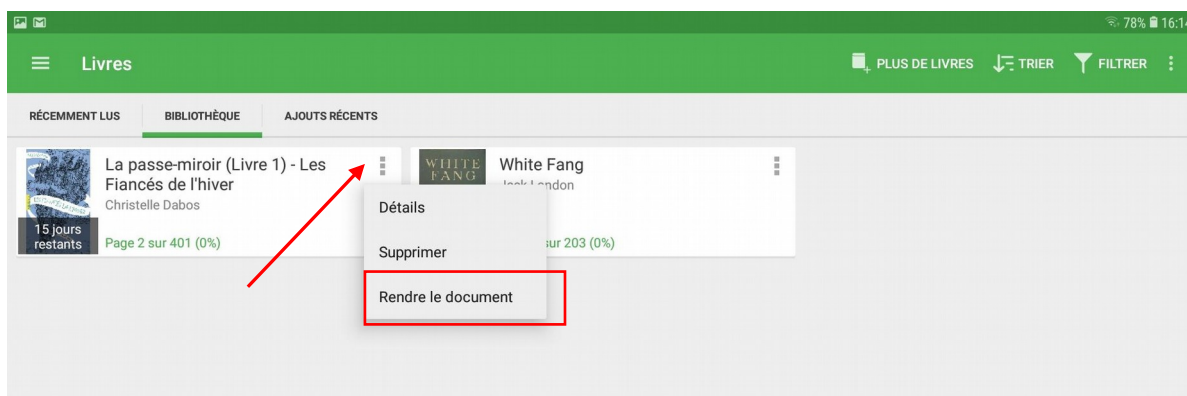 78% 16:14
Livres
PLUS DE LIVRES TRIER FILTRER
RÉCEMMENT LUS BIBLIOTHÈQUE AJOUTS RÉCENTS
La passe-miroir (Livre 1) - Les
Fiancés de l'hiver
Christelle Dabos
15 jours
restants
Page 2 sur 401 (0%)
WHITE
FANG
White Fang
Jack London
sur 203 (0%)
Détails
Supprimer
Rendre le document